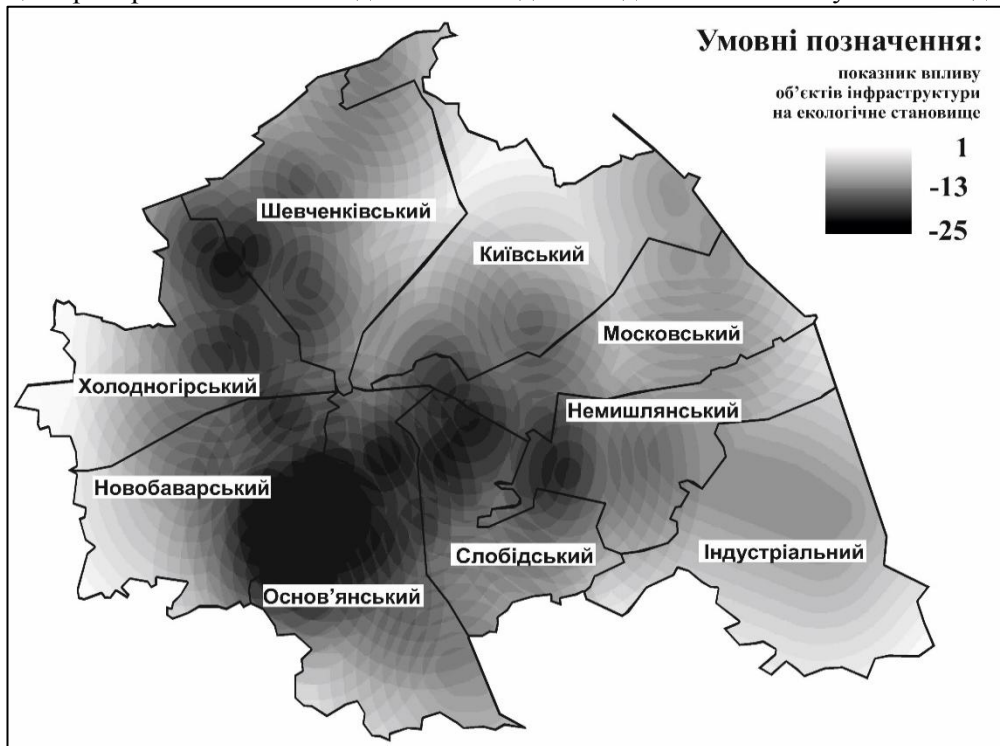 Умовні позначення:
показник впливу
об’єктів інфраструктури
на екологічне становище
1
-13
-25
Шевченківський
Київський
Московський
Холодногірський
Немишлянський
Новобаварський
Слобідський
Індустріальний
Основ’янський